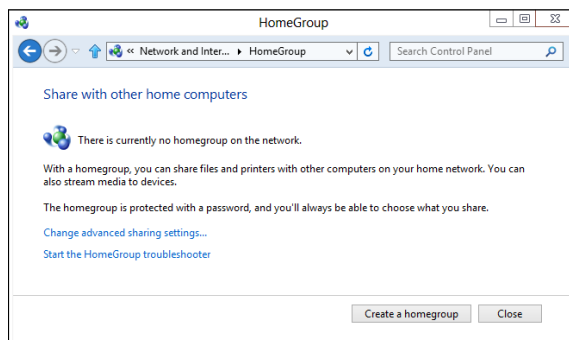 HomeGroup
« Network and Inter... ▸ HomeGroup
Search Control Panel
Share with other home computers
There is currently no homegroup on the network.
With a homegroup, you can share files and printers with other computers on your home network. You can
also stream media to devices.
The homegroup is protected with a password, and you'll always be able to choose what you share.
Change advanced sharing settings...
Start the HomeGroup troubleshooter
Create a homegroup
Close